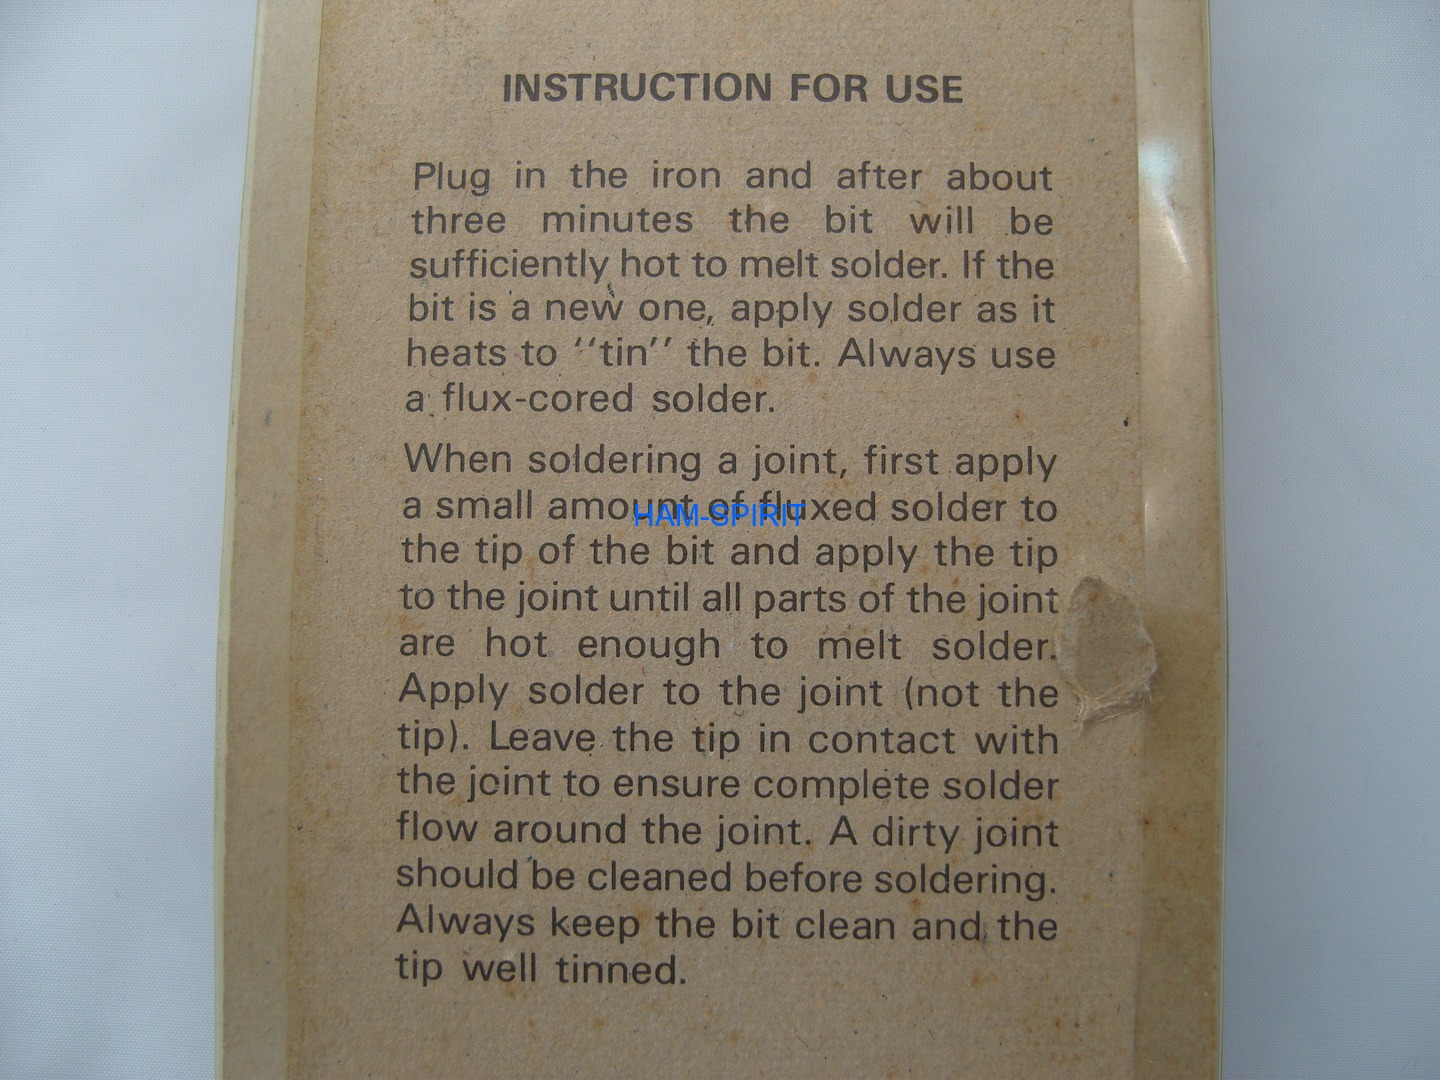 INSTRUCTION FOR USE
Plug in the iron and after about
three minutes the bit will be
sufficiently hot to melt solder. If the
bit is a new one, apply solder as it
heats to ‘‘tin’’ the bit. Always use
a flux-cored solder.
When soldering a joint, first apply
a small amount of fluxed solder to
HAM-SPIRIT
the tip of the bit and apply the tip
to the joint until all parts of the joint
are hot enough to melt solder.
Apply solder to the joint (not the
tip). Leave the tip in contact with
the joint to ensure complete solder
flow around the joint. A dirty joint
should be cleaned before soldering.
Always keep the bit clean and the
tip well tinned.